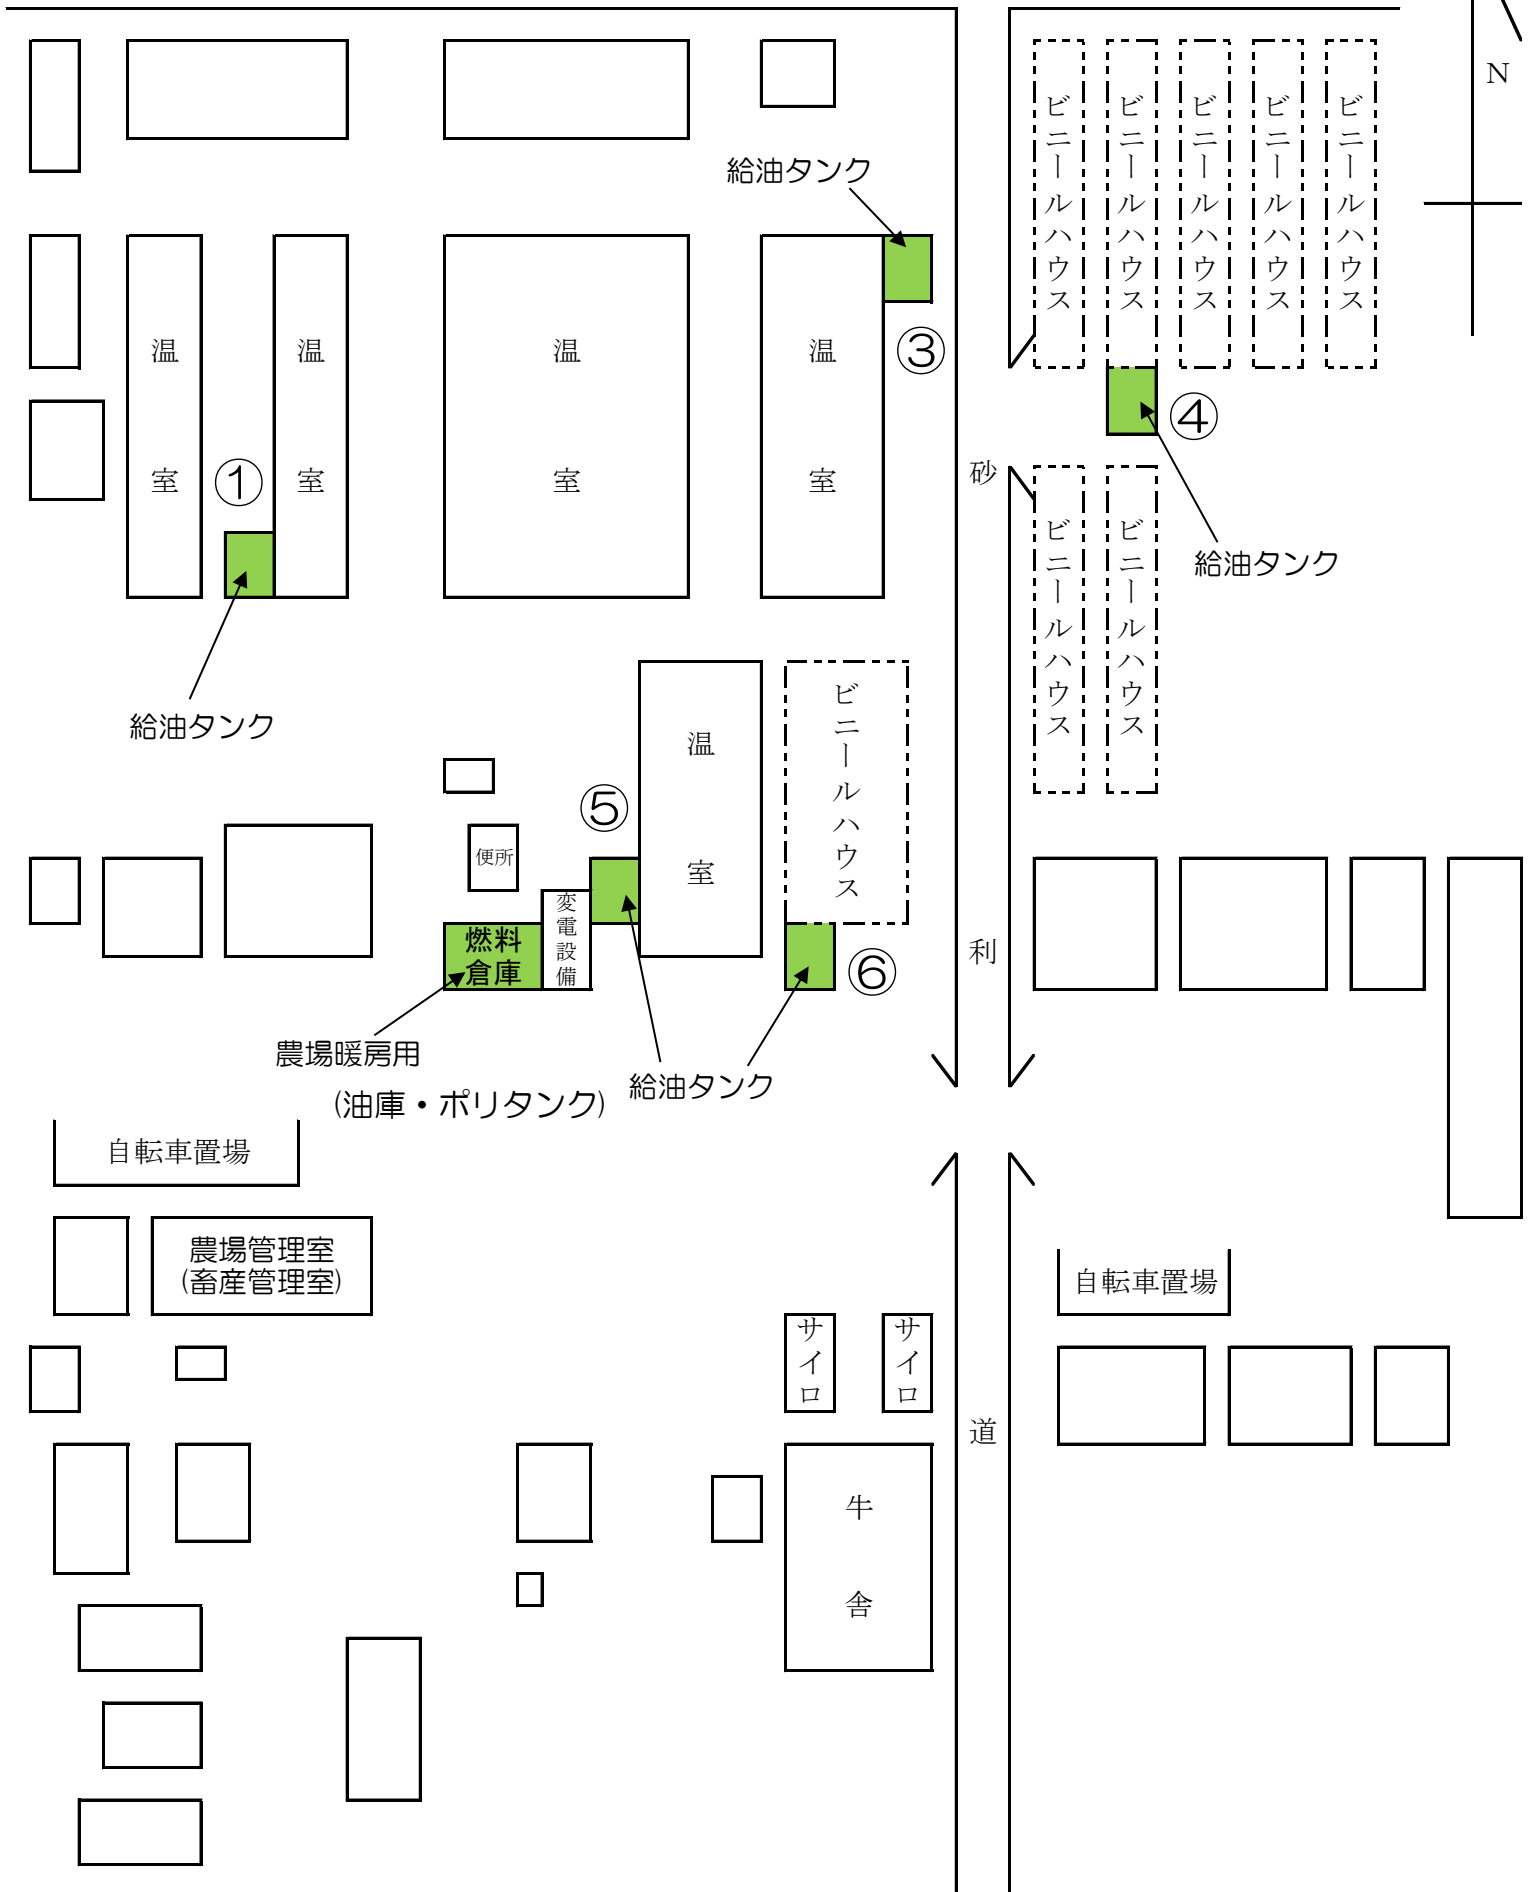 N
ビニールハウス
ビニールハウス
ビニールハウス
ビニールハウス
ビニールハウス
給油タンク
③
温室
温室
温室
温室
①
④
給油タンク
砂利道
ビニールハウス
ビニールハウス
給油タンク
温室
ビニールハウス
⑤
便所
変電設備
燃料
倉庫
⑥
農場暖房用
(油庫・ポリタンク)
給油タンク
自転車置場
農場管理室
(畜産管理室)
自転車置場
サイロ
サイロ
牛舎